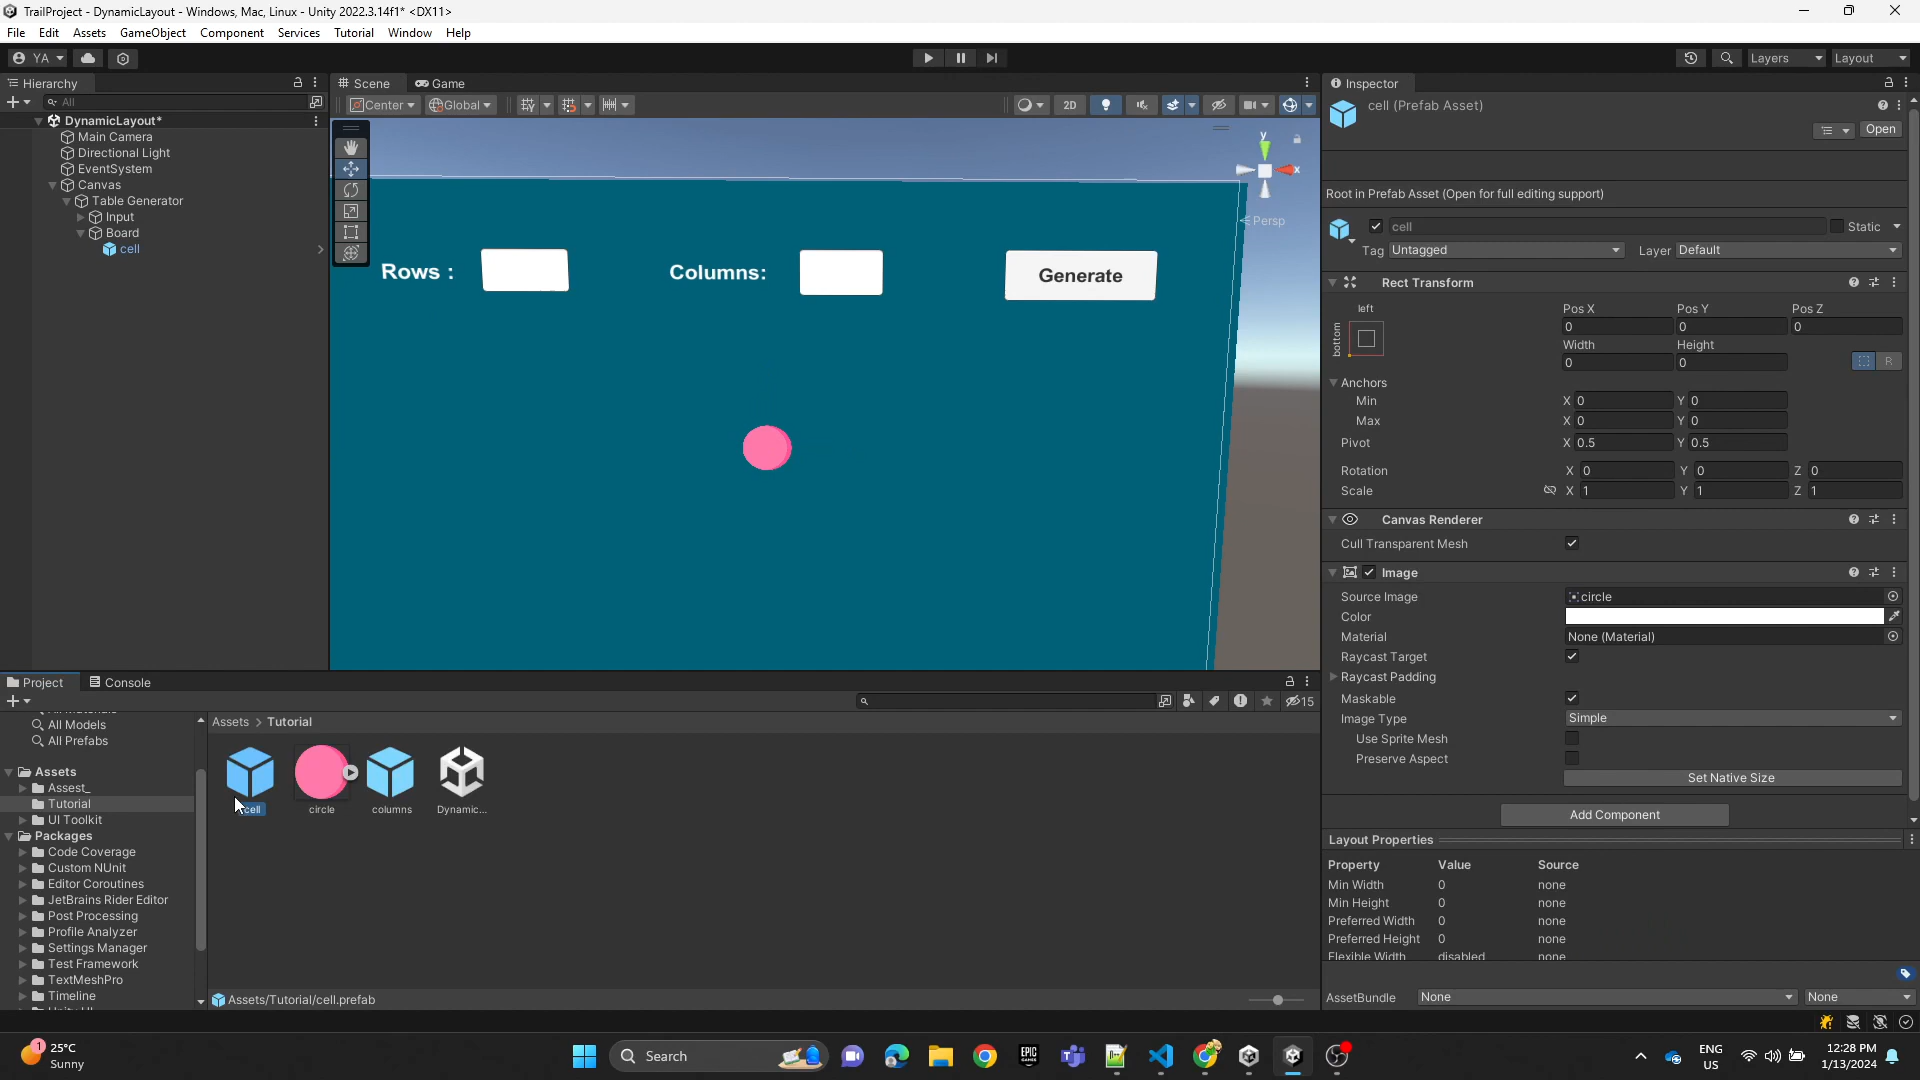 TrailProject - DynamicLayout - Windows, Mac, Linux - Unity 2022.3.14f1* <DX11>
File Edit Assets GameObject Component Services Tutorial Window Help
YA
Layers Layout
Hierarchy
All
DynamicLayout*
Main Camera
Directional Light
EventSystem
Canvas
Table Generator
Input
Board
cell
Scene Game
Center Global 2D
y
x
Persp
Rows :
Columns:
Generate
Inspector
cell (Prefab Asset)
Open
Root in Prefab Asset (Open for full editing support)
cell Static
Tag Untagged Layer Default
Rect Transform
left
bottom
Pos X Pos Y Pos Z
0 0 0
Width Height
0 0 R
Anchors
Min X 0 Y 0
Max X 0 Y 0
Pivot X 0.5 Y 0.5
Rotation X 0 Y 0 Z 0
Scale X 1 Y 1 Z 1
Canvas Renderer
Cull Transparent Mesh
Image
Source Image circle
Color
Material None (Material)
Raycast Target
Raycast Padding
Maskable
Image Type Simple
Use Sprite Mesh
Preserve Aspect
Set Native Size
Add Component
Layout Properties
Property Value Source
Min Width 0 none
Min Height 0 none
Preferred Width 0 none
Preferred Height 0 none
Flexible Width disabled none
AssetBundle None None
Project Console
15
All Models
All Prefabs
Assets
Assest_
Tutorial
UI Toolkit
Packages
Code Coverage
Custom NUnit
Editor Coroutines
JetBrains Rider Editor
Post Processing
Profile Analyzer
Settings Manager
Test Framework
TextMeshPro
Timeline
Assets > Tutorial
cell circle columns Dynamic...
Assets/Tutorial/cell.prefab
1
25°C
Sunny
Search
EPIC
GAMES
ENG
US
12:28 PM
1/13/2024